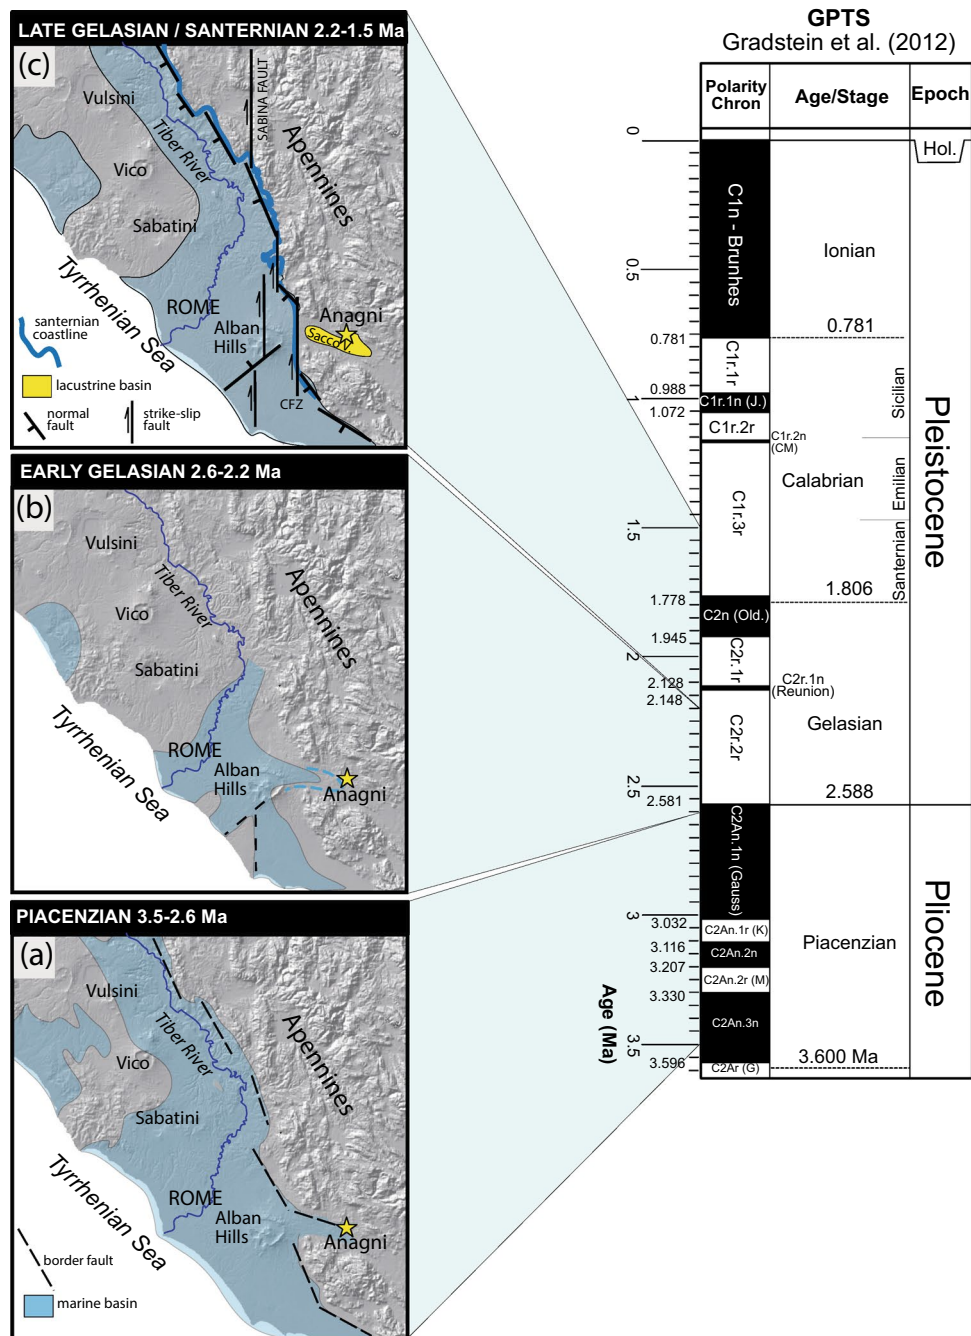 LATE GELASIAN / SANTERNIAN 2.2-1.5 Ma
(c)
Vulsini
Tiber River
SABINA FAULT
Apennines
Vico
Sabatini
Tyrrhenian Sea
ROME
Alban
Hills
Anagni
Sacco V.
santernian
coastline
lacustrine basin
normal
fault
strike-slip
fault
CFZ
EARLY GELASIAN 2.6-2.2 Ma
(b)
Vulsini
Tiber River
Apennines
Vico
Sabatini
Tyrrhenian Sea
ROME
Alban
Hills
Anagni
PIACENZIAN 3.5-2.6 Ma
(a)
Vulsini
Tiber River
Apennines
Vico
Sabatini
Tyrrhenian Sea
ROME
Alban
Hills
Anagni
border fault
marine basin
GPTS
Gradstein et al. (2012)
Polarity
Chron
Age/Stage
Epoch
0
Hol.
C1n - Brunhes
Ionian
0.5
0.781
0.781
C1r.1r
Sicilian
Pleistocene
0.988
1
C1r.1n (J.)
1.072
C1r.2r
C1r.2n
(CM)
Calabrian
Emilian
C1r.3r
1.5
Santernian
1.806
1.778
C2n (Old.)
1.945
2
C2r.1r
C2r.1n
(Reunion)
2.128
2.148
C2r.2r
Gelasian
2.5
2.588
2.581
C2An.1n (Gauss)
Pliocene
3
3.032
C2An.1r (K)
3.116
C2An.2n
Piacenzian
3.207
C2An.2r (M)
3.330
C2An.3n
Age (Ma)
3.5
3.600 Ma
3.596
C2Ar (G)